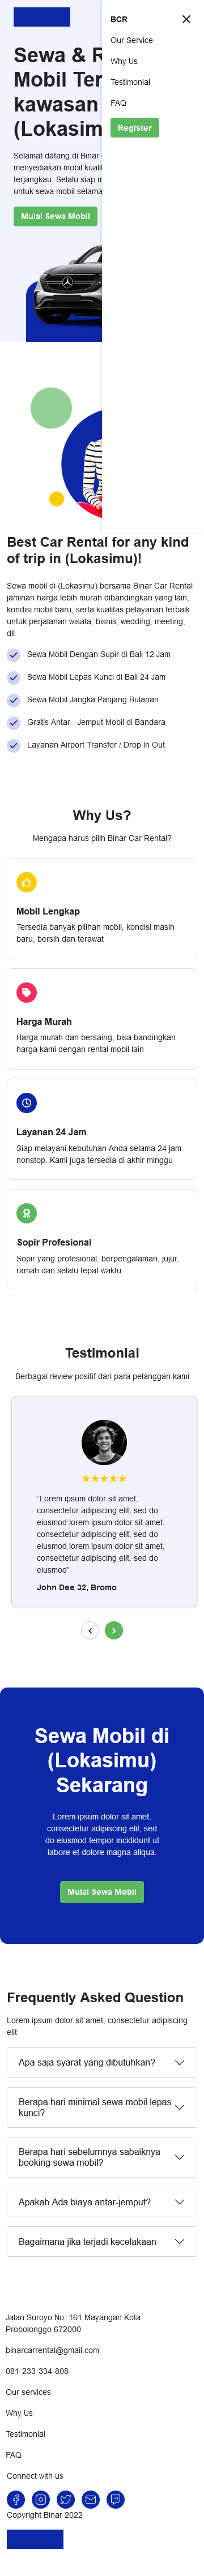 BCR
Our Service
Why Us
Testimonial
FAQ
Register
Sewa &
Mobil Ter
kawasan
(Lokasim
Selamat datang di Binar
menyediakan mobil kuali
terjangkau. Selalu siap m
untuk sewa mobil selama
Mulai Sewa Mobil
Best Car Rental for any kind
of trip in (Lokasimu)!
Sewa mobil di (Lokasimu) bersama Binar Car Rental
jaminan harga lebih murah dibandingkan yang lain,
kondisi mobil baru, serta kualitas pelayanan terbaik
untuk perjalanan wisata, bisnis, wedding, meeting,
dll.
Sewa Mobil Dengan Supir di Bali 12 Jam
Sewa Mobil Lepas Kunci di Bali 24 Jam
Sewa Mobil Jangka Panjang Bulanan
Gratis Antar - Jemput Mobil di Bandara
Layanan Airport Transfer / Drop In Out
Why Us?
Mengapa harus pilih Binar Car Rental?
Mobil Lengkap
Tersedia banyak pilihan mobil, kondisi masih
baru, bersih dan terawat
Harga Murah
Harga murah dan bersaing, bisa bandingkan
harga kami dengan rental mobil lain
Layanan 24 Jam
Siap melayani kebutuhan Anda selama 24 jam
nonstop. Kami juga tersedia di akhir minggu
Sopir Profesional
Sopir yang profesional, berpengalaman, jujur,
ramah dan selalu tepat waktu
Testimonial
Berbagai review positif dari para pelanggan kami
“Lorem ipsum dolor sit amet,
consectetur adipiscing elit, sed do
eiusmod lorem ipsum dolor sit amet,
consectetur adipiscing elit, sed do
eiusmod lorem ipsum dolor sit amet,
consectetur adipiscing elit, sed do
eiusmod”
John Dee 32, Bromo
Sewa Mobil di
(Lokasimu)
Sekarang
Lorem ipsum dolor sit amet,
consectetur adipiscing elit, sed
do eiusmod tempor incididunt ut
labore et dolore magna aliqua.
Mulai Sewa Mobil
Frequently Asked Question
Lorem ipsum dolor sit amet, consectetur adipiscing
elit
Apa saja syarat yang dibutuhkan?
Berapa hari minimal sewa mobil lepas
kunci?
Berapa hari sebelumnya sabaiknya
booking sewa mobil?
Apakah Ada biaya antar-jemput?
Bagaimana jika terjadi kecelakaan
Jalan Suroyo No. 161 Mayangan Kota
Probolonggo 672000
binarcarrental@gmail.com
081-233-334-808
Our services
Why Us
Testimonial
FAQ
Connect with us
Copyright Binar 2022